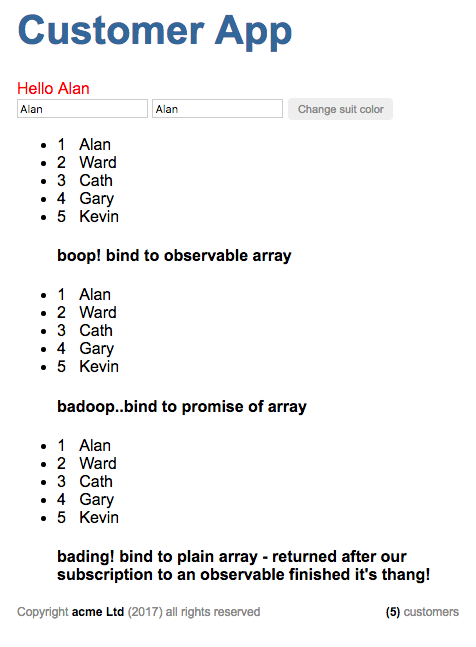 Customer App
Hello Alan
Alan Alan Change suit color
1 Alan
2 Ward
3 Cath
4 Gary
5 Kevin
boop! bind to observable array
1 Alan
2 Ward
3 Cath
4 Gary
5 Kevin
badoop..bind to promise of array
1 Alan
2 Ward
3 Cath
4 Gary
5 Kevin
bading! bind to plain array - returned after our
subscription to an observable finished it's thang!
Copyright acme Ltd (2017) all rights reserved (5) customers